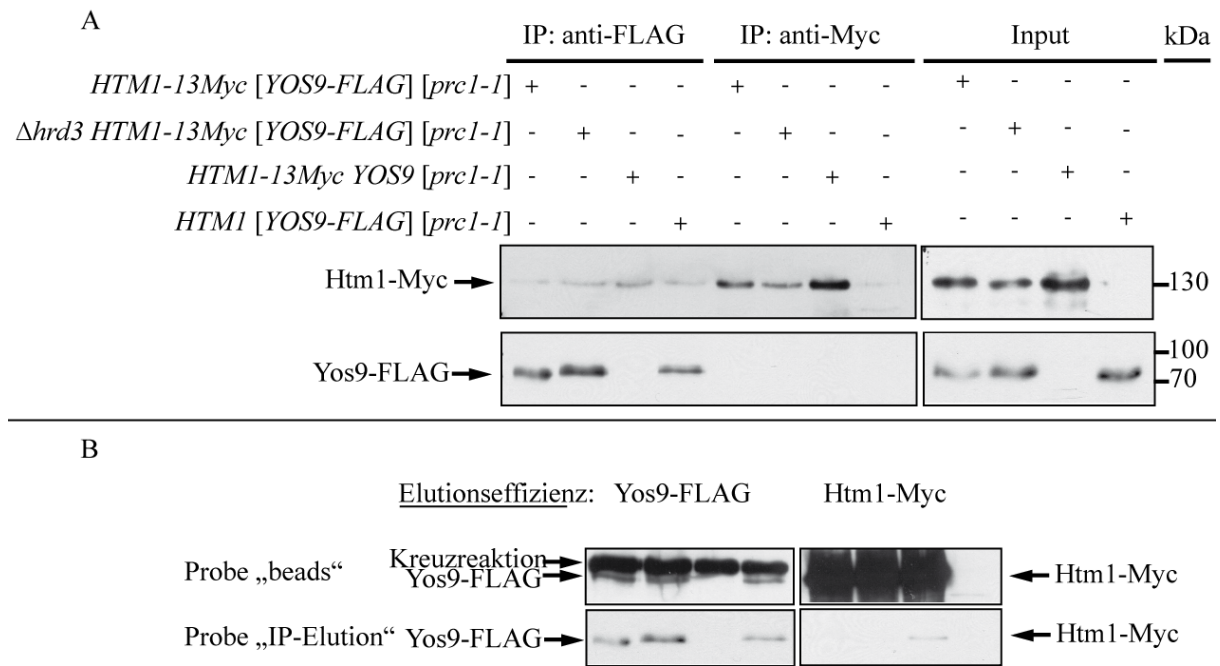 A
IP: anti-FLAG IP: anti-Myc Input kDa
HTM1-13Myc [YOS9-FLAG] [prc1-1] + - - - + - - - + - - -
Δhrd3 HTM1-13Myc [YOS9-FLAG] [prc1-1] - + - - - + - - - + - -
HTM1-13Myc YOS9 [prc1-1] - - + - - - + - - - + -
HTM1 [YOS9-FLAG] [prc1-1] - - - + - - - + - - - +
Htm1-Myc 130
Yos9-FLAG 100
70
B
Elutionseffizienz: Yos9-FLAG Htm1-Myc
Kreuzreaktion
Probe „beads“ Yos9-FLAG Htm1-Myc
Probe „IP-Elution“ Yos9-FLAG Htm1-Myc